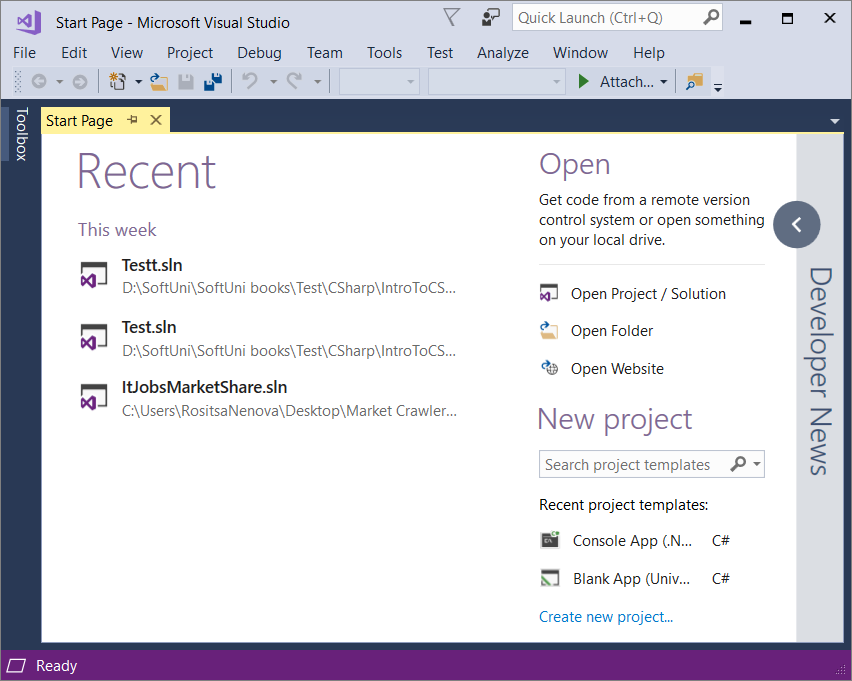 Start Page - Microsoft Visual Studio
Quick Launch (Ctrl+Q)
File Edit View Project Debug Team Tools Test Analyze Window Help
Attach...
Toolbox
Start Page
Recent
This week
Testt.sln
D:\SoftUni\SoftUni books\Test\CSharp\IntroToCS...
Test.sln
D:\SoftUni\SoftUni books\Test\CSharp\IntroToCS...
ItJobsMarketShare.sln
C:\Users\RositsaNenova\Desktop\Market Crawler...
Open
Get code from a remote version
control system or open something
on your local drive.
Open Project / Solution
Open Folder
Open Website
New project
Search project templates
Recent project templates:
Console App (.N... C#
Blank App (Univ... C#
Create new project...
Developer News
Ready